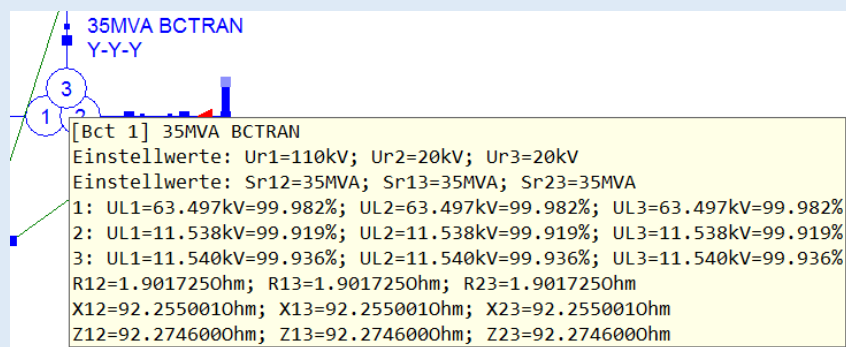 35MVA BCTRAN
Y-Y-Y
3
1 2
[Bct 1] 35MVA BCTRAN
Einstellwerte: Ur1=110kV; Ur2=20kV; Ur3=20kV
Einstellwerte: Sr12=35MVA; Sr13=35MVA; Sr23=35MVA
1: UL1=63.497kV=99.982%; UL2=63.497kV=99.982%; UL3=63.497kV=99.982%
2: UL1=11.538kV=99.919%; UL2=11.538kV=99.919%; UL3=11.538kV=99.919%
3: UL1=11.540kV=99.936%; UL2=11.540kV=99.936%; UL3=11.540kV=99.936%
R12=1.901725Ohm; R13=1.901725Ohm; R23=1.901725Ohm
X12=92.255001Ohm; X13=92.255001Ohm; X23=92.255001Ohm
Z12=92.274600Ohm; Z13=92.274600Ohm; Z23=92.274600Ohm